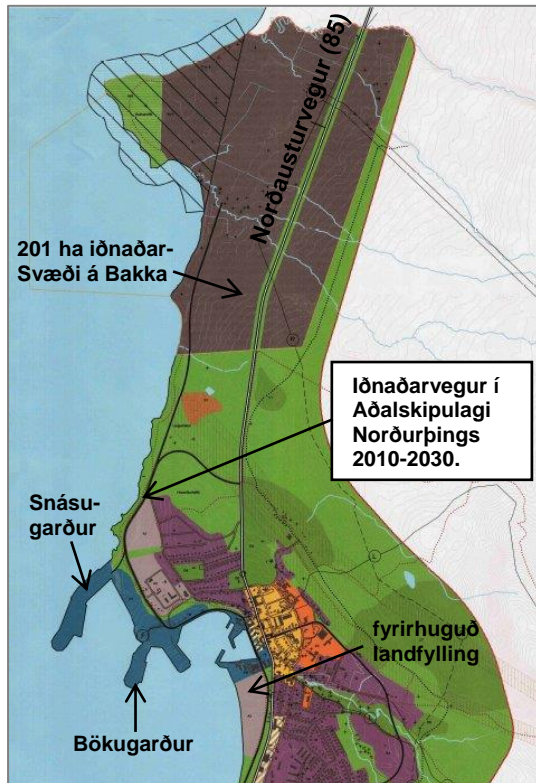 Norðausturvegur (85)
201 ha iðnaðar-
Svæði á Bakka
Iðnaðarvegur í
Aðalskipulagi
Norðurþings
2010-2030.
Snásu-
garður
fyrirhuguð
landfylling
Bökugarður